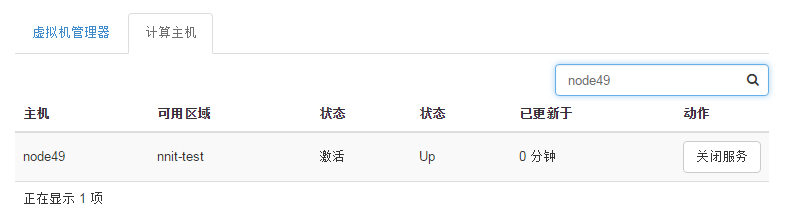 虚拟机管理器 计算主机
node49
主机 可用区域 状态 状态 已更新于 动作
node49 nnit-test 激活 Up 0 分钟 关闭服务
正在显示 1 项